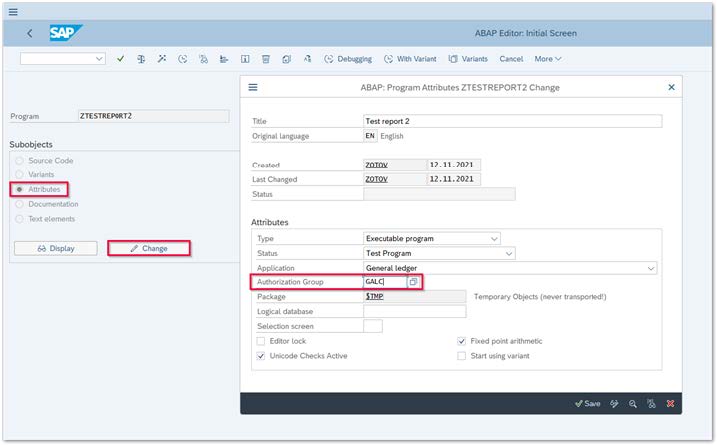 SAP
ABAP Editor: Initial Screen
Debugging With Variant Variants Cancel More
Program ZTESTREPORT2
Subobjects
Source Code
Variants
Attributes
Documentation
Text elements
Display Change
ABAP: Program Attributes ZTESTREPORT2 Change
Title Test report 2
Original language EN English
Created ZOTOV 12.11.2021
Last Changed ZOTOV 12.11.2021
Status
Attributes
Type Executable program
Status Test Program
Application General ledger
Authorization Group GALC
Package $TMP Temporary Objects (never transported!)
Logical database
Selection screen
Editor lock Fixed point arithmetic
Unicode Checks Active Start using variant
Save